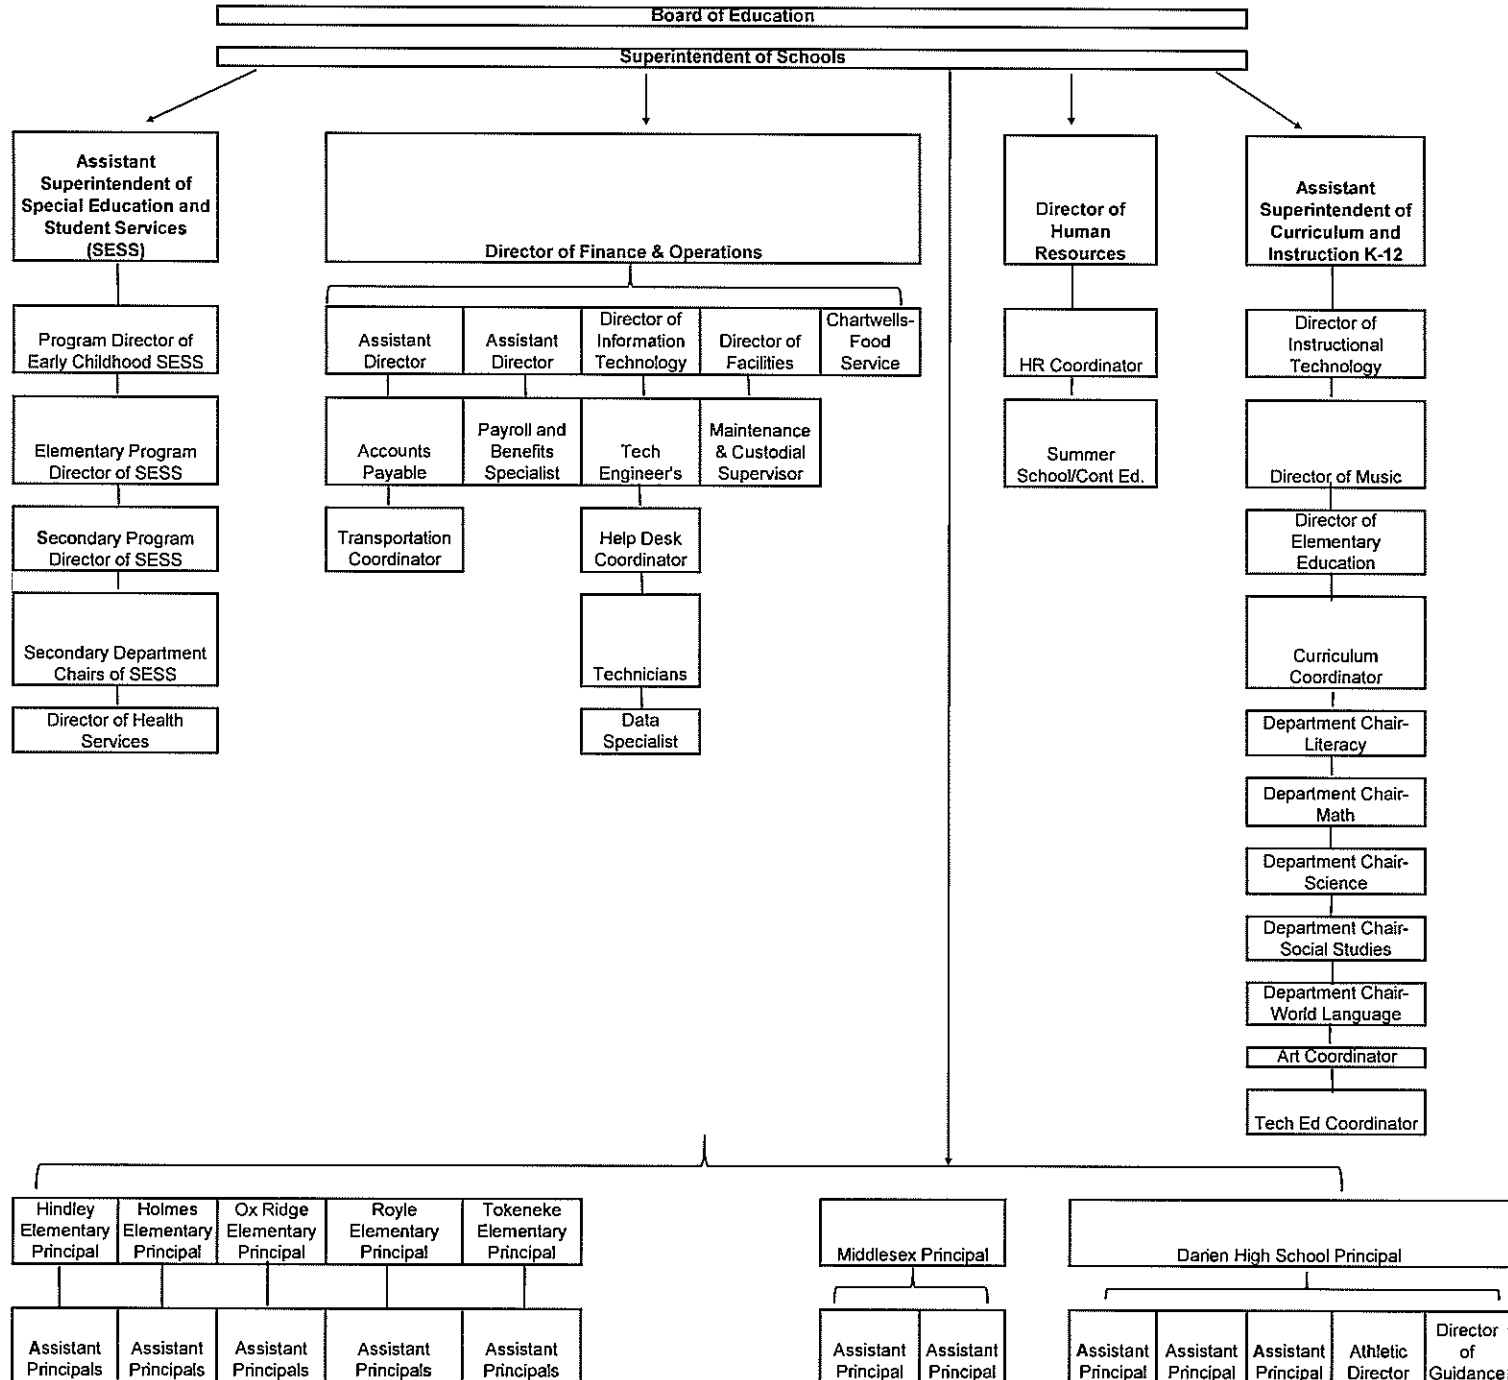 Board of Education
Superintendent of Schools
Assistant
Superintendent of
Special Education and
Student Services
(SESS)
Director of Finance & Operations
Director of
Human
Resources
Assistant
Superintendent of
Curriculum and
Instruction K-12
Program Director of
Early Childhood SESS
Assistant
Director
Assistant
Director
Director of
Information
Technology
Director of
Facilities
Chartwells-
Food
Service
HR Coordinator
Director of
Instructional
Technology
Elementary Program
Director of SESS
Accounts
Payable
Payroll and
Benefits
Specialist
Tech
Engineer's
Maintenance
& Custodial
Supervisor
Summer
School/Cont Ed.
Director of Music
Secondary Program
Director of SESS
Transportation
Coordinator
Help Desk
Coordinator
Director of
Elementary
Education
Secondary Department
Chairs of SESS
Technicians
Curriculum
Coordinator
Director of Health
Services
Data
Specialist
Department Chair-
Literacy
Department Chair-
Math
Department Chair-
Science
Department Chair-
Social Studies
Department Chair-
World Language
Art Coordinator
Tech Ed Coordinator
Hindley
Elementary
Principal
Holmes
Elementary
Principal
Ox Ridge
Elementary
Principal
Royle
Elementary
Principal
Tokeneke
Elementary
Principal
Middlesex Principal
Darien High School Principal
Assistant
Principals
Assistant
Principals
Assistant
Principals
Assistant
Principals
Assistant
Principals
Assistant
Principal
Assistant
Principal
Assistant
Principal
Assistant
Principal
Assistant
Principal
Athletic
Director
Director
of
Guidance